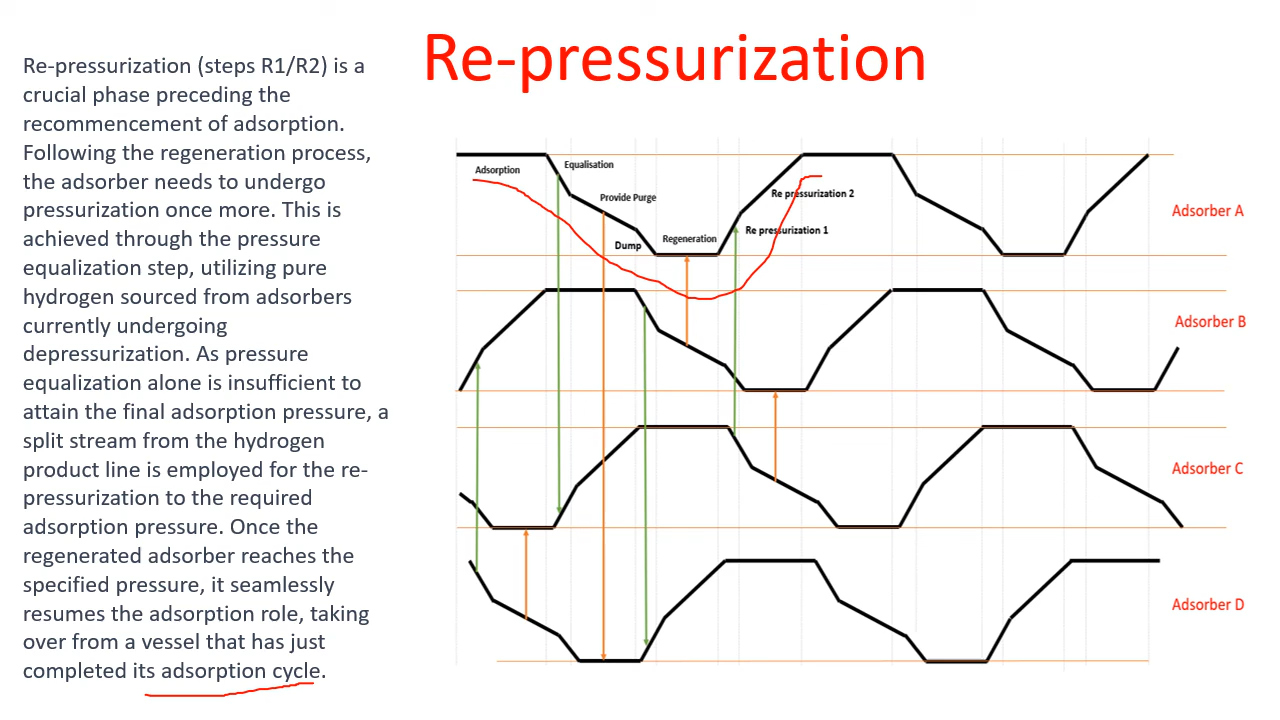 Re-pressurization
Re-pressurization (steps R1/R2) is a
crucial phase preceding the
recommencement of adsorption.
Following the regeneration process,
the adsorber needs to undergo
pressurization once more. This is
achieved through the pressure
equalization step, utilizing pure
hydrogen sourced from adsorbers
currently undergoing
depressurization. As pressure
equalization alone is insufficient to
attain the final adsorption pressure, a
split stream from the hydrogen
product line is employed for the re-
pressurization to the required
adsorption pressure. Once the
regenerated adsorber reaches the
specified pressure, it seamlessly
resumes the adsorption role, taking
over from a vessel that has just
completed its adsorption cycle.
Adsorption
Equalisation
Provide Purge
Dump
Regeneration
Re pressurization 2
Re pressurization 1
Adsorber A
Adsorber B
Adsorber C
Adsorber D